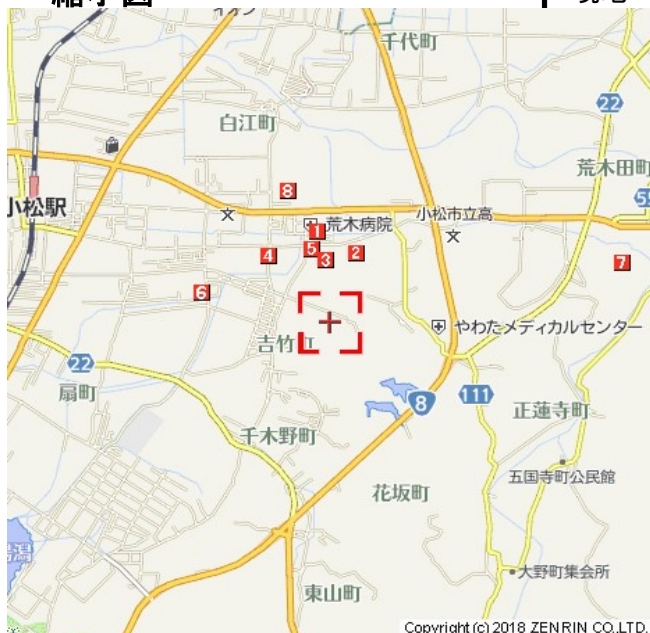 千代町
22
白江町
荒木田町
8
小松駅
荒木病院
小松市立高
55
1
5
4
3
2
7
6
やわたメディカルセンター
吉竹町
22
扇町
8
111
正蓮寺町
千木野町
五国寺町公民館
花坂町
大野町集会所
東山町
Copyright (c) 2018 ZENRIN CO.,LTD.